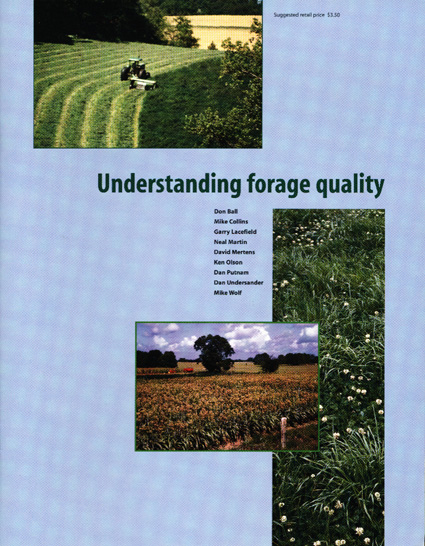 Suggested retail price $3.50
Understanding forage quality
Don Ball
Mike Collins
Garry Lacefield
Neal Martin
David Mertens
Ken Olson
Dan Putnam
Dan Undersander
Mike Wolf